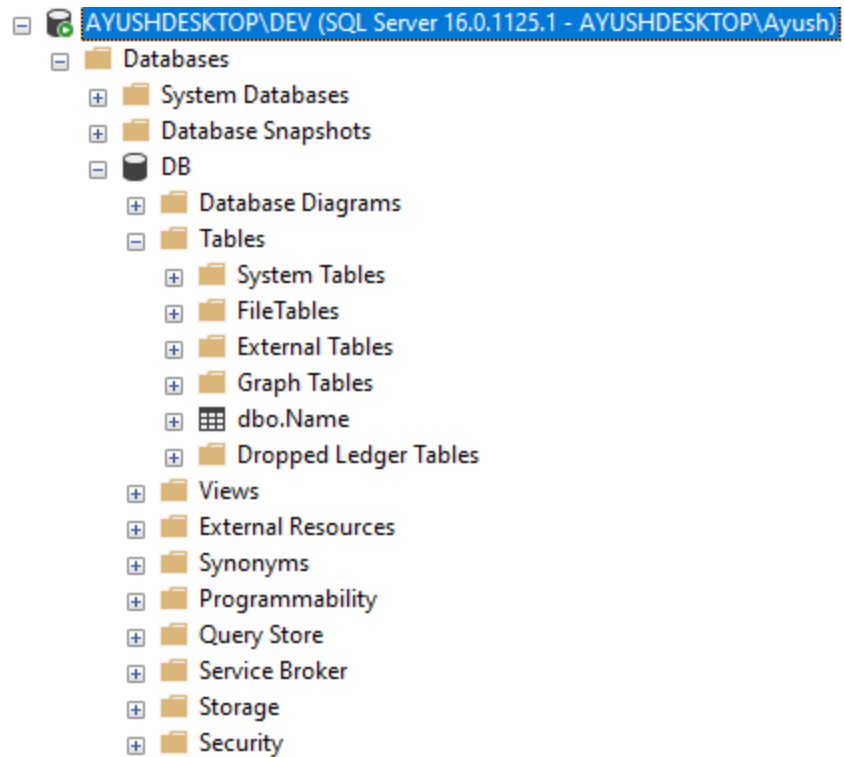 AYUSHDESKTOP\DEV (SQL Server 16.0.1125.1 - AYUSHDESKTOP\Ayush)
Databases
System Databases
Database Snapshots
DB
Database Diagrams
Tables
System Tables
FileTables
External Tables
Graph Tables
dbo.Name
Dropped Ledger Tables
Views
External Resources
Synonyms
Programmability
Query Store
Service Broker
Storage
Security